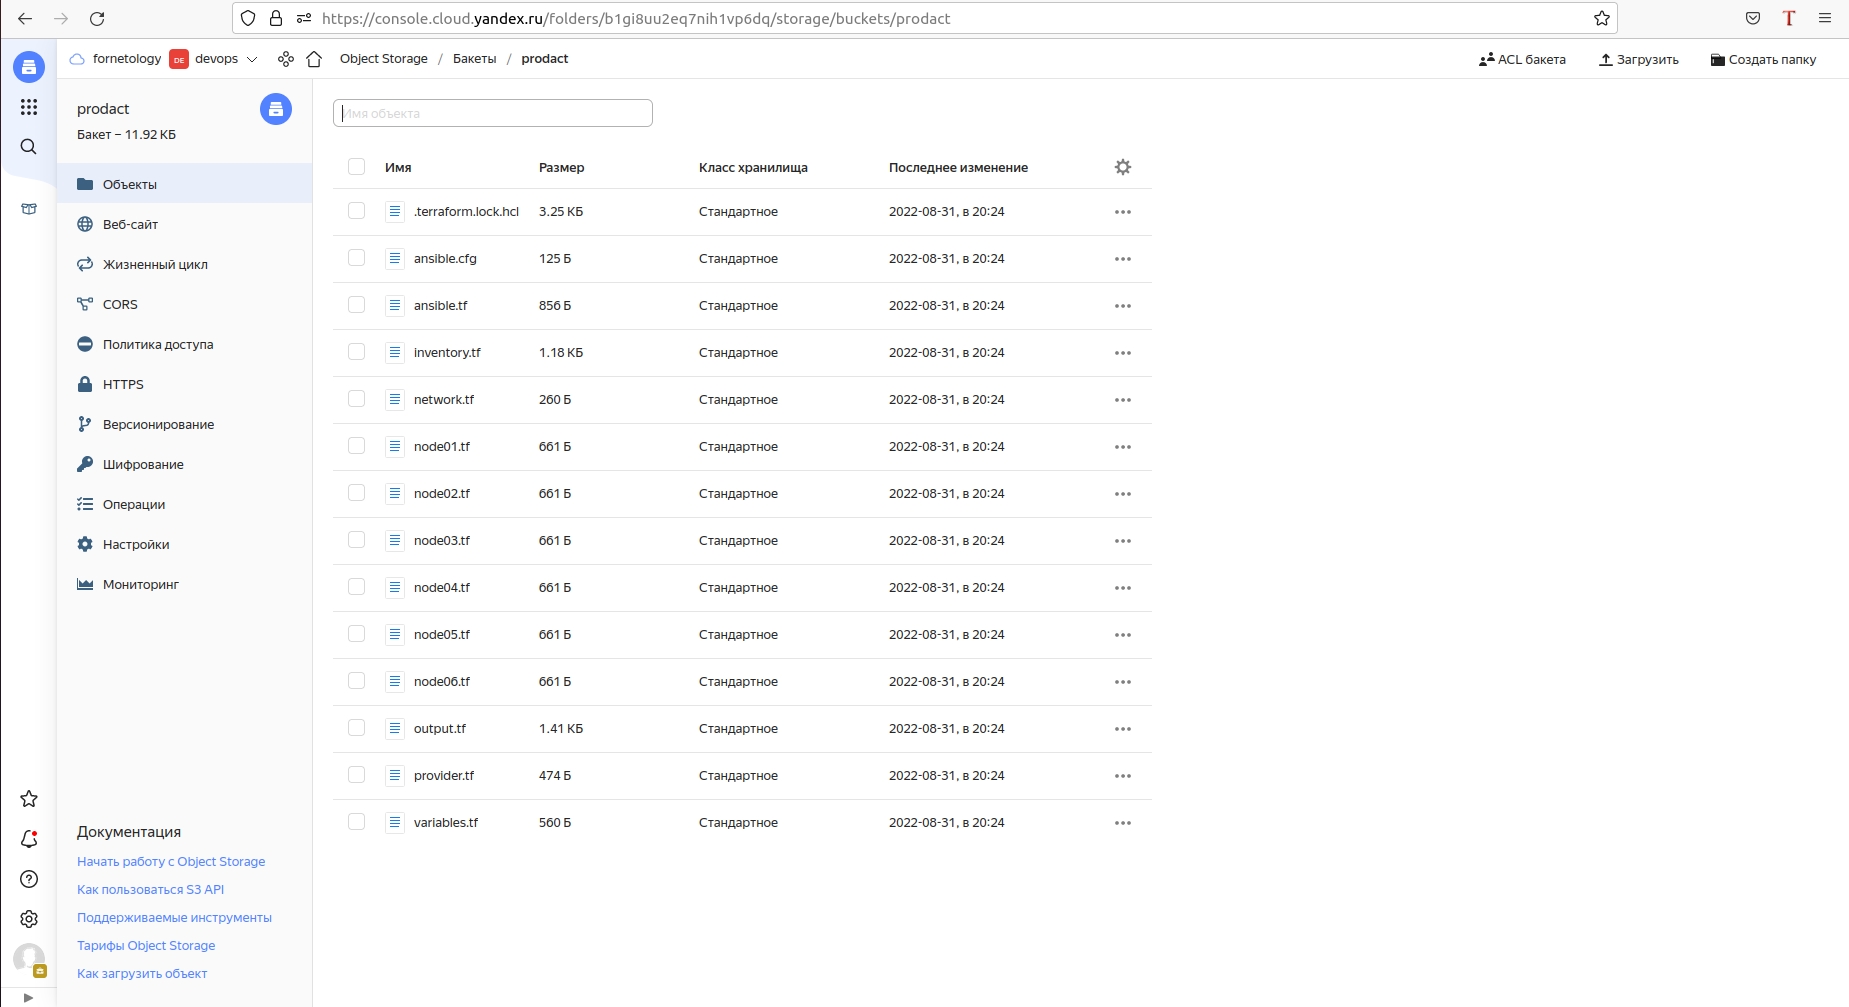 https://console.cloud.yandex.ru/folders/b1gi8uu2eq7nih1vp6dq/storage/buckets/prodact
T
fornetology DE devops Object Storage / Бакеты / prodact ACL бакета Загрузить Создать папку
prodact
Бакет – 11.92 КБ
Объекты
Веб-сайт
Жизненный цикл
CORS
Политика доступа
HTTPS
Версионирование
Шифрование
Операции
Настройки
Мониторинг
Документация
Начать работу с Object Storage
Как пользоваться S3 API
Поддерживаемые инструменты
Тарифы Object Storage
Как загрузить объект
Имя объекта
Имя Размер Класс хранилища Последнее изменение
.terraform.lock.hcl 3.25 КБ Стандартное 2022-08-31, в 20:24
ansible.cfg 125 Б Стандартное 2022-08-31, в 20:24
ansible.tf 856 Б Стандартное 2022-08-31, в 20:24
inventory.tf 1.18 КБ Стандартное 2022-08-31, в 20:24
network.tf 260 Б Стандартное 2022-08-31, в 20:24
node01.tf 661 Б Стандартное 2022-08-31, в 20:24
node02.tf 661 Б Стандартное 2022-08-31, в 20:24
node03.tf 661 Б Стандартное 2022-08-31, в 20:24
node04.tf 661 Б Стандартное 2022-08-31, в 20:24
node05.tf 661 Б Стандартное 2022-08-31, в 20:24
node06.tf 661 Б Стандартное 2022-08-31, в 20:24
output.tf 1.41 КБ Стандартное 2022-08-31, в 20:24
provider.tf 474 Б Стандартное 2022-08-31, в 20:24
variables.tf 560 Б Стандартное 2022-08-31, в 20:24